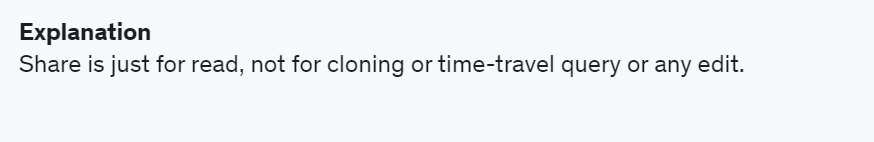 Explanation
Share is just for read, not for cloning or time-travel query or any edit.